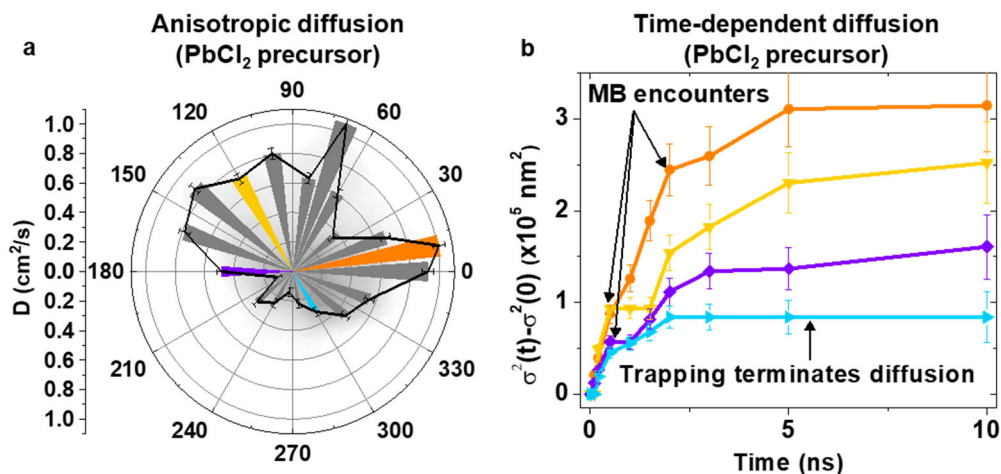 a
Anisotropic diffusion
(PbCl₂ precursor)
90
120
60
150
30
180
0
210
330
240
300
270
D (cm²/s)
1.0
0.8
0.6
0.4
0.2
0.0
0.2
0.4
0.6
0.8
1.0
b
Time-dependent diffusion
(PbCl₂ precursor)
MB encounters
Trapping terminates diffusion
σ²(t)-σ²(0) (x10⁵ nm²)
3
2
1
0
0
5
10
Time (ns)